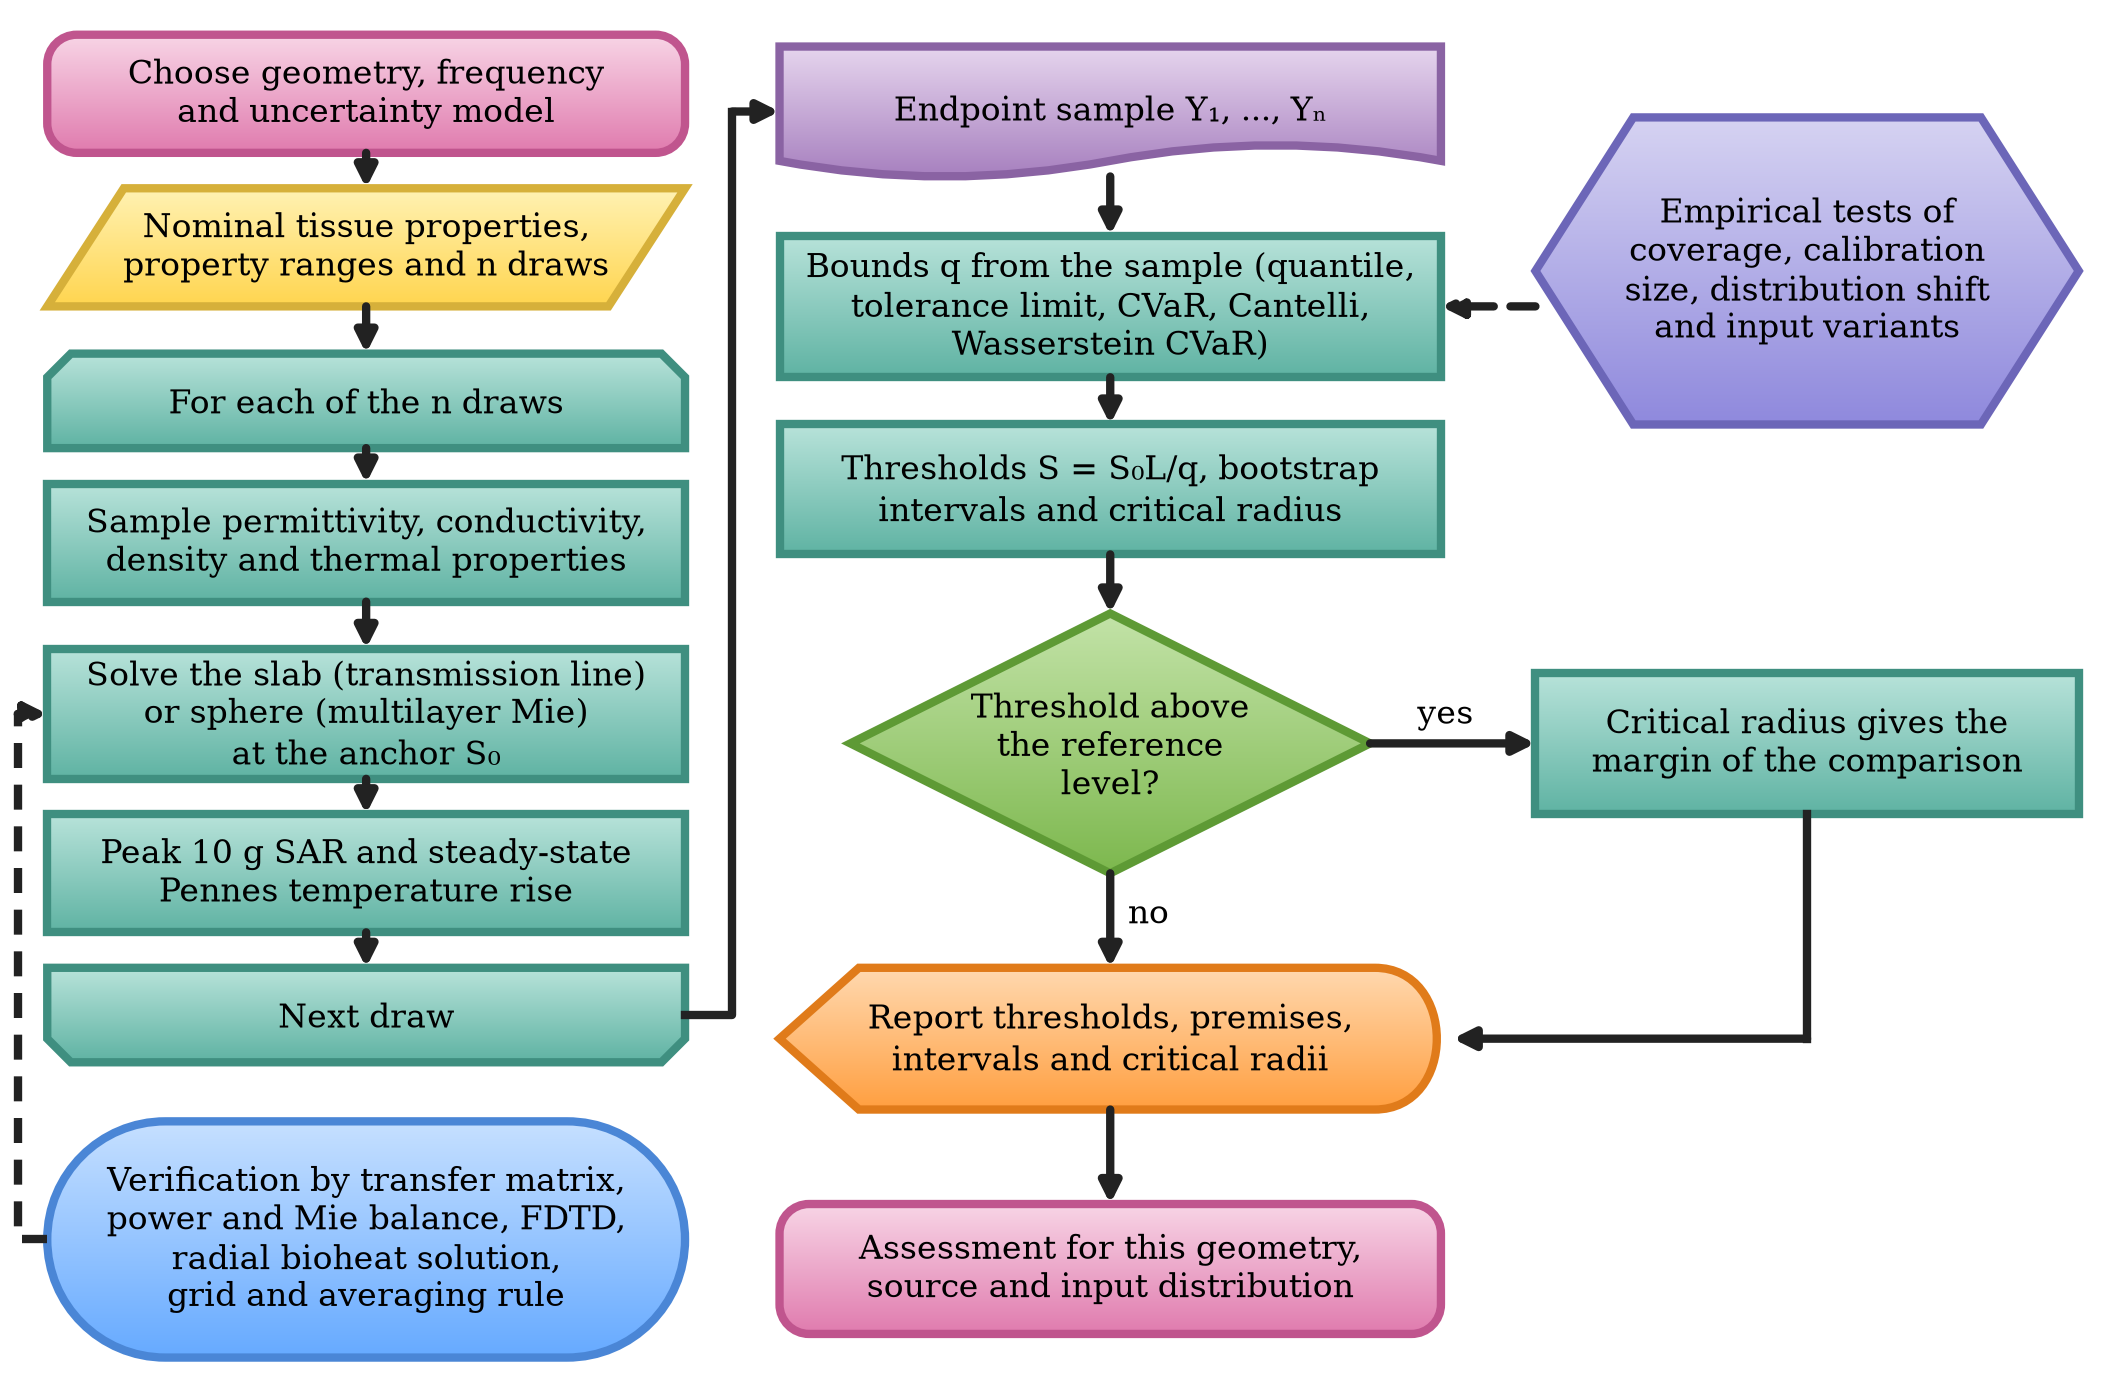 Choose geometry, frequency
and uncertainty model
Nominal tissue properties,
property ranges and n draws
For each of the n draws
Sample permittivity, conductivity,
density and thermal properties
Solve the slab (transmission line)
or sphere (multilayer Mie)
at the anchor S₀
Peak 10 g SAR and steady-state
Pennes temperature rise
Next draw
Verification by transfer matrix,
power and Mie balance, FDTD,
radial bioheat solution,
grid and averaging rule
Endpoint sample Y₁, ..., Yₙ
Bounds q from the sample (quantile,
tolerance limit, CVaR, Cantelli,
Wasserstein CVaR)
Empirical tests of
coverage, calibration
size, distribution shift
and input variants
Thresholds S = S₀L/q, bootstrap
intervals and critical radius
Threshold above
the reference
level?
yes
Critical radius gives the
margin of the comparison
no
Report thresholds, premises,
intervals and critical radii
Assessment for this geometry,
source and input distribution